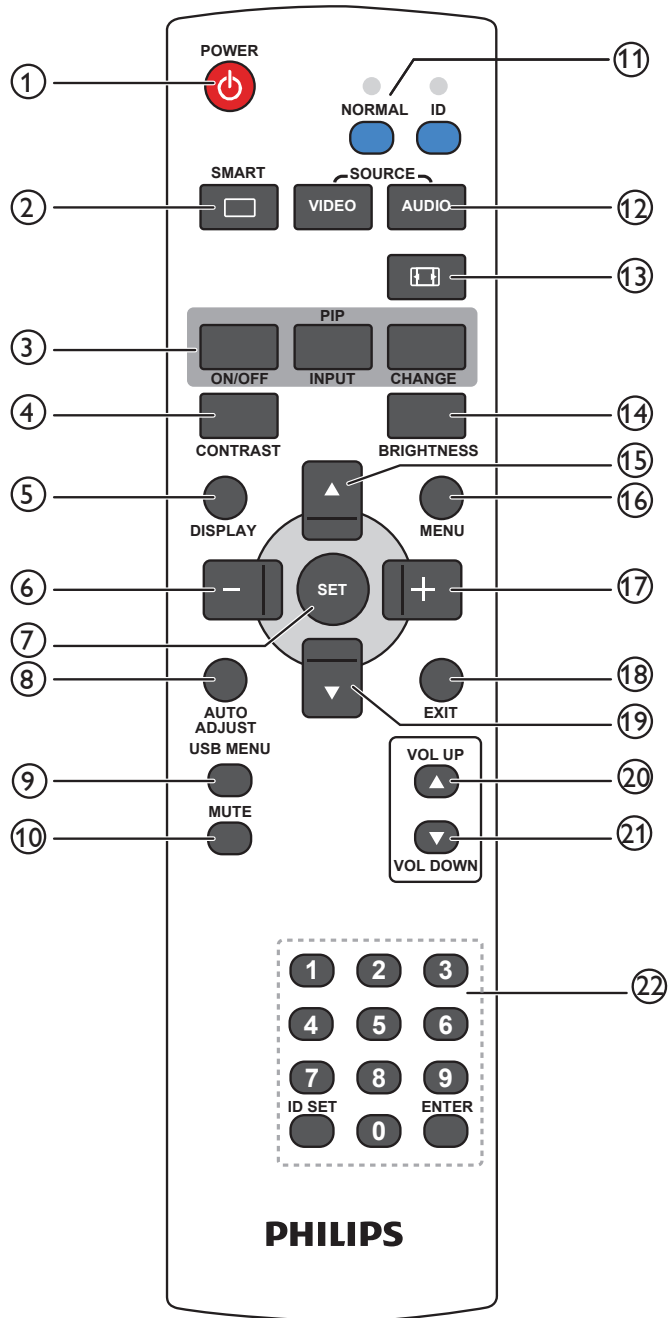 POWER
1
11
NORMAL ID
SMART
SOURCE
2
VIDEO AUDIO
12
13
PIP
3
ON/OFF INPUT CHANGE
4
14
CONTRAST BRIGHTNESS
15
5
16
DISPLAY MENU
6
SET
17
7
8
18
AUTO
ADJUST
EXIT
19
USB MENU
VOL UP
9
20
MUTE
10
21
VOL DOWN
1 2 3
22
4 5 6
7 8 9
ID SET ENTER
0
PHILIPS